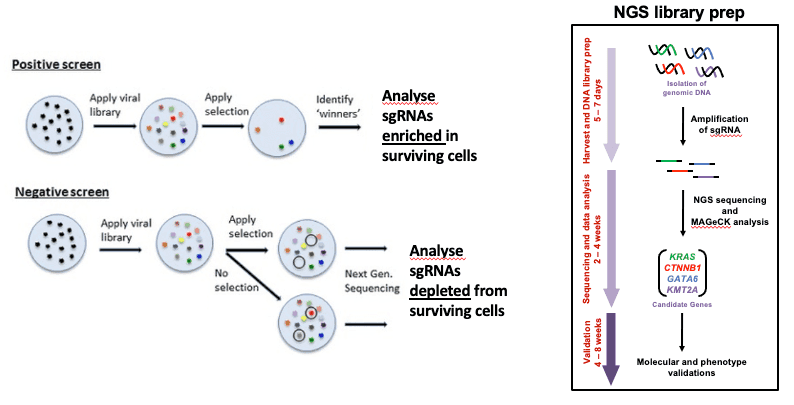 Positive screen
Apply viral
library
Apply
selection
Identify
‘winners’
Analyse
sgRNAs
enriched in
surviving cells
Negative screen
Apply viral
library
Apply
selection
No
selection
Next Gen.
Sequencing
Analyse
sgRNAs
depleted from
surviving cells
NGS library prep
Harvest and DNA library prep
5 – 7 days
Isolation of
genomic DNA
Amplification
of sgRNA
Sequencing and data analysis
2 – 4 weeks
NGS sequencing
and
MAGeCK analysis
KRAS
CTNNB1
GATA6
KMT2A
Candidate Genes
Validation
4 – 8 weeks
Molecular and phenotype
validations